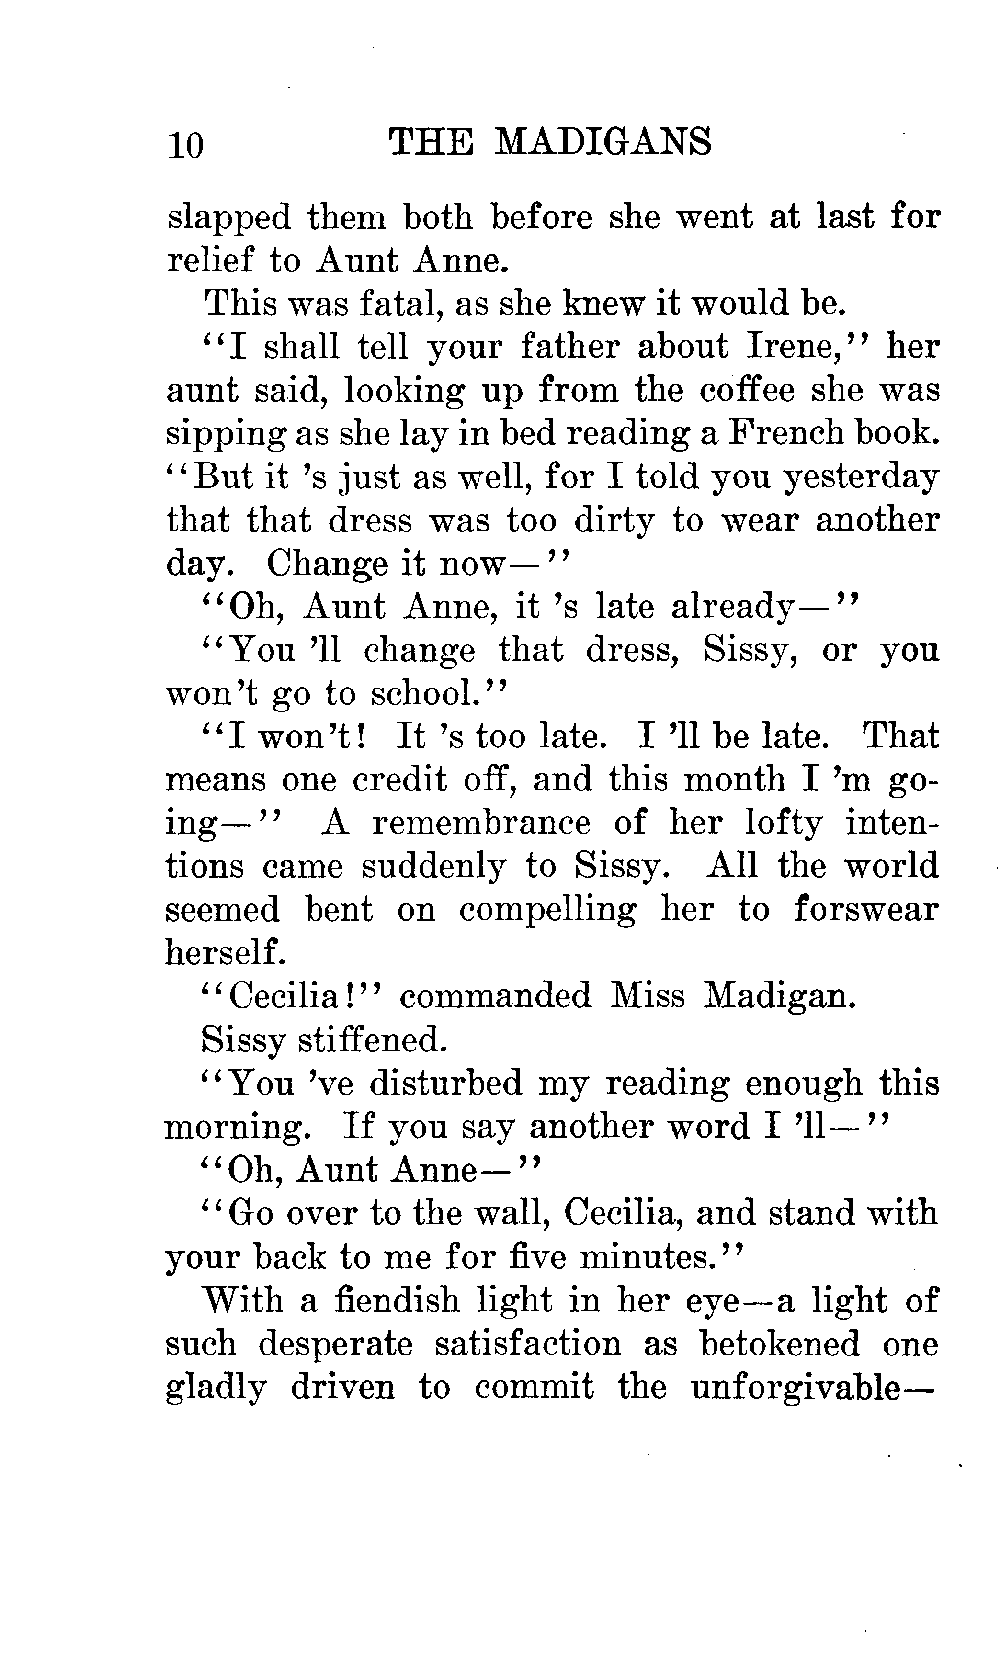 10 THE MADIGANS
slapped them both before she went at last for
relief to Aunt Anne.
This was fatal, as she knew it would be.
"I shall tell your father about Irene," her
aunt said, looking up from the coffee she was
sipping as she lay in bed reading a French book.
"But it 's just as well, for I told you yesterday
that that dress was too dirty to wear another
day. Change it now—"
"Oh, Aunt Anne, it 's late already—"
"You 'll change that dress, Sissy, or you
won't go to school."
"I won't! It 's too late. I 'll be late. That
means one credit off, and this month I 'm go-
ing—" A remembrance of her lofty inten-
tions came suddenly to Sissy. All the world
seemed bent on compelling her to forswear
herself.
"Cecilia!" commanded Miss Madigan.
Sissy stiffened.
"You 've disturbed my reading enough this
morning. If you say another word I 'll—"
"Oh, Aunt Anne—"
"Go over to the wall, Cecilia, and stand with
your back to me for five minutes."
With a fiendish light in her eye—a light of
such desperate satisfaction as betokened one
gladly driven to commit the unforgivable—